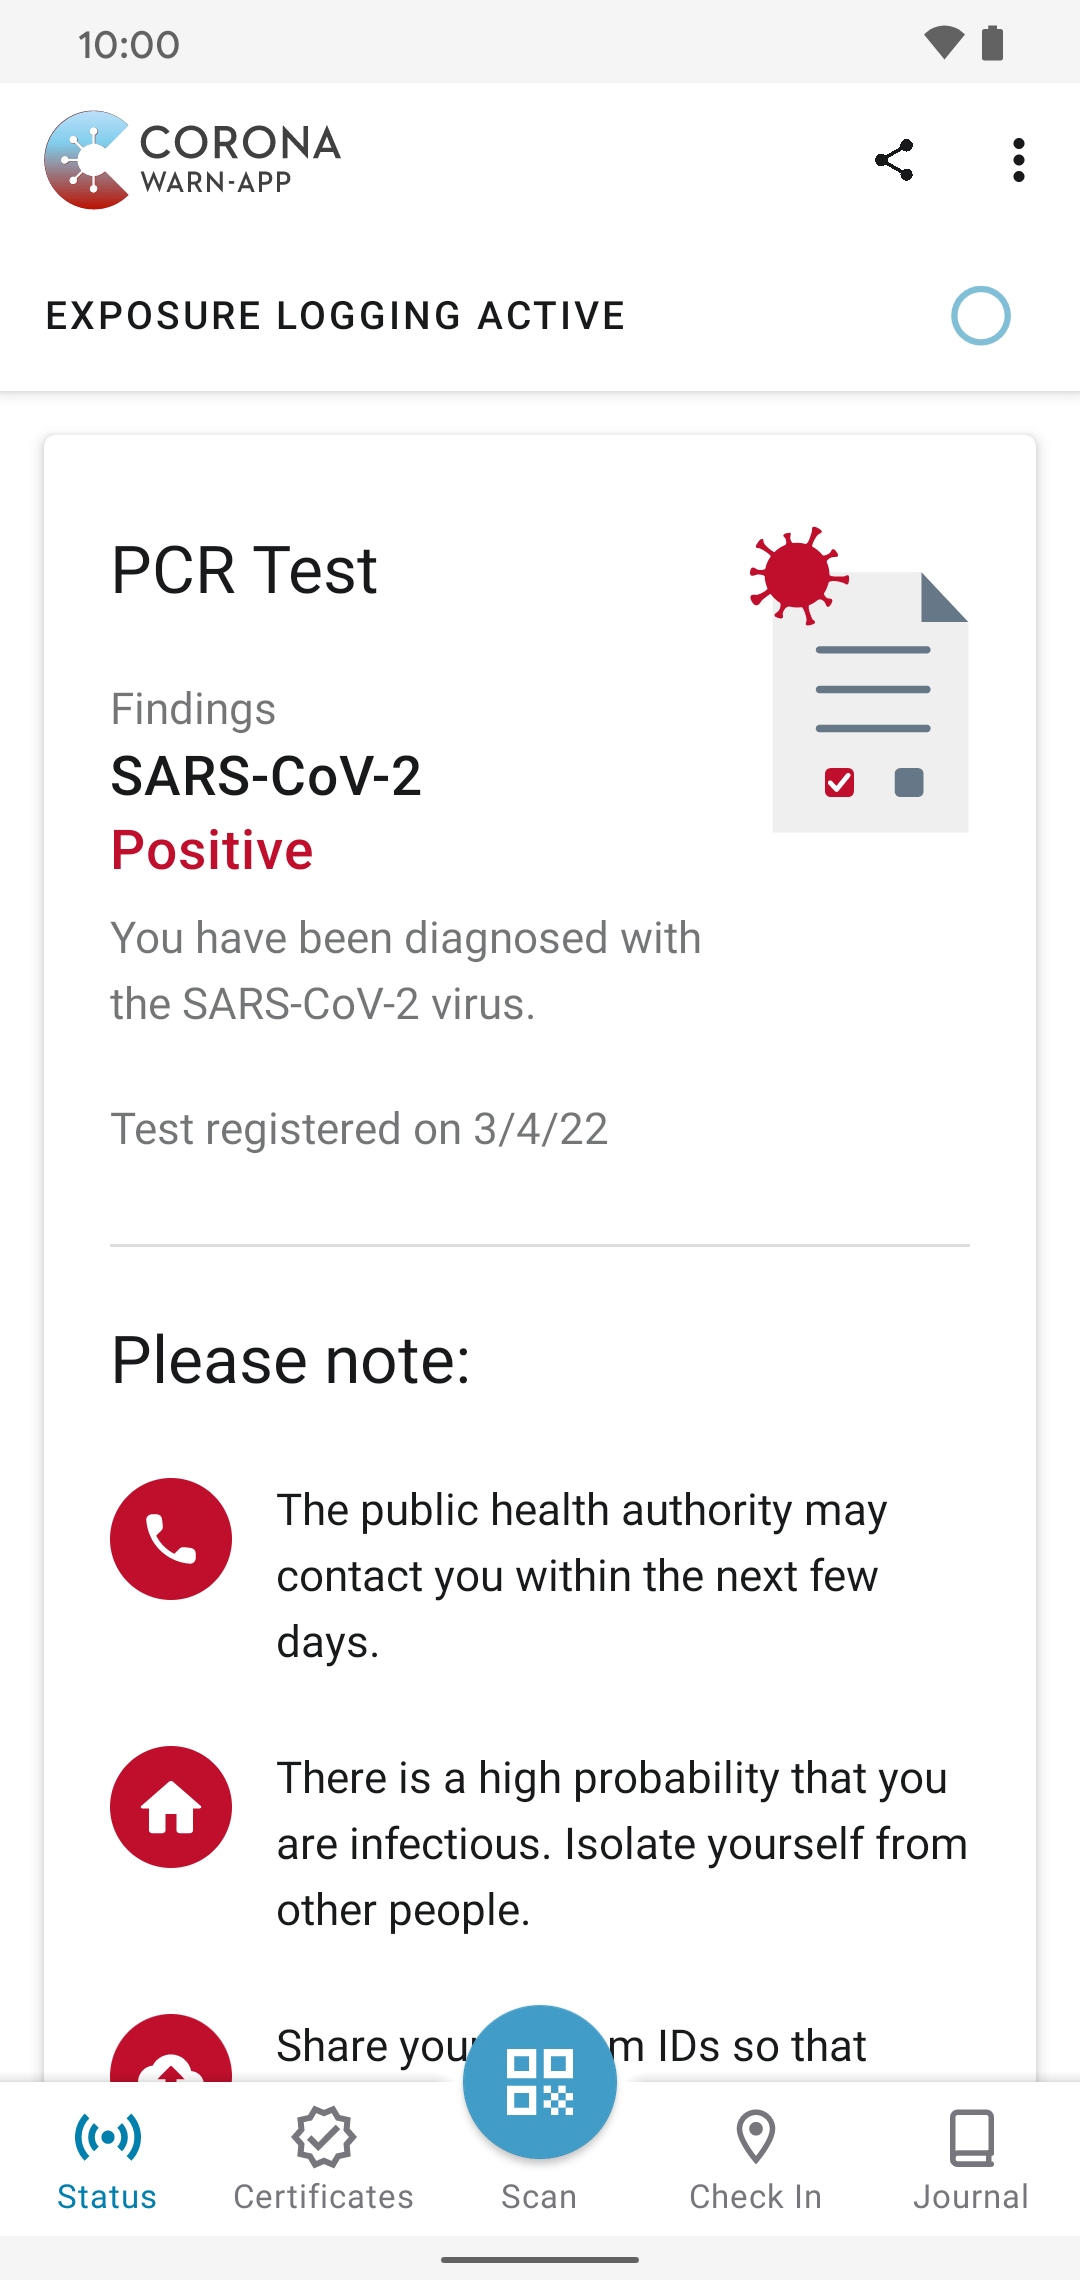 10:00
CORONA
WARN-APP
EXPOSURE LOGGING ACTIVE
PCR Test
Findings
SARS-CoV-2
Positive
You have been diagnosed with
the SARS-CoV-2 virus.
Test registered on 3/4/22
Please note:
The public health authority may
contact you within the next few
days.
There is a high probability that you
are infectious. Isolate yourself from
other people.
Share IDs so that
Status
Certificates
Scan
Check In
Journal